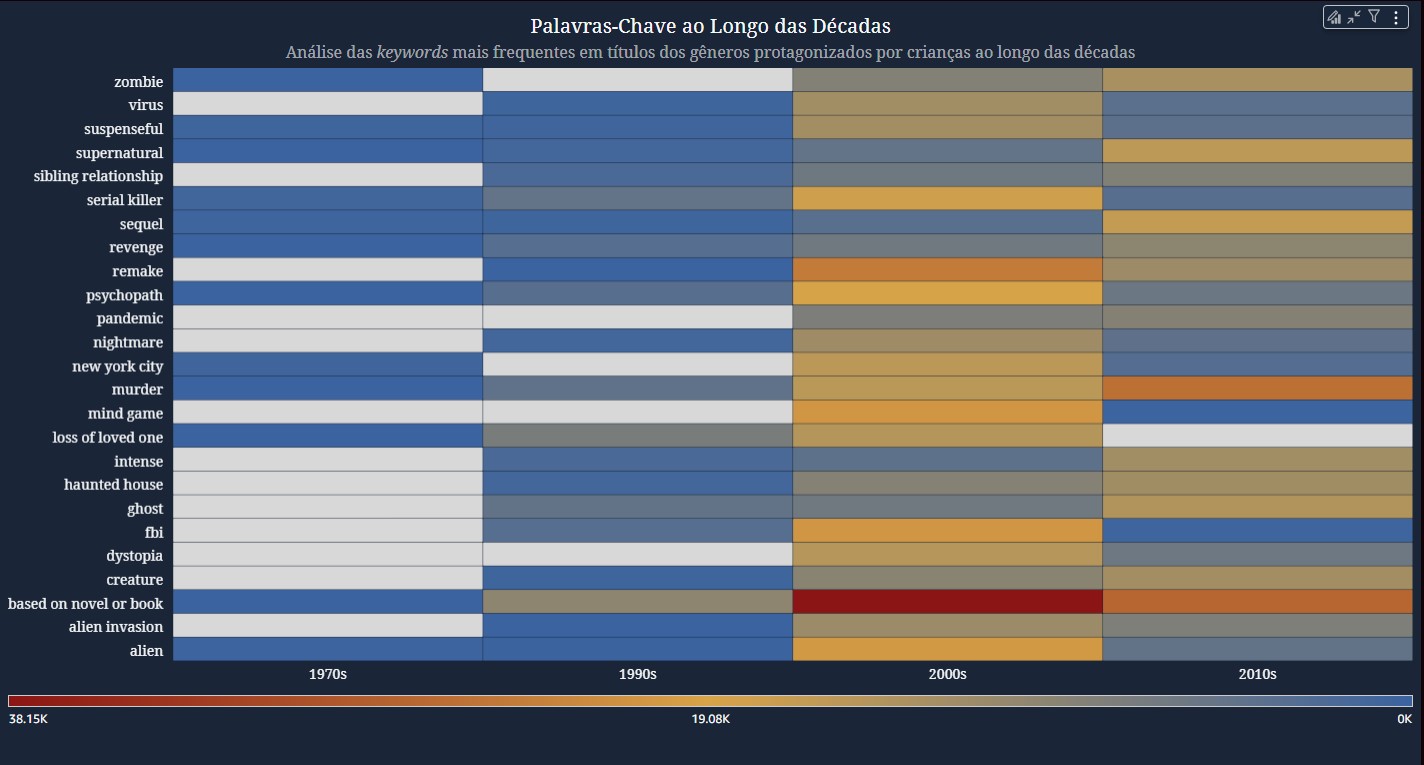 Palavras-Chave ao Longo das Décadas
Análise das keywords mais frequentes em títulos dos gêneros protagonizados por crianças ao longo das décadas
zombie
virus
suspenseful
supernatural
sibling relationship
serial killer
sequel
revenge
remake
psychopath
pandemic
nightmare
new york city
murder
mind game
loss of loved one
intense
haunted house
ghost
fbi
dystopia
creature
based on novel or book
alien invasion
alien
1970s 1990s 2000s 2010s
38.15K 19.08K 0K